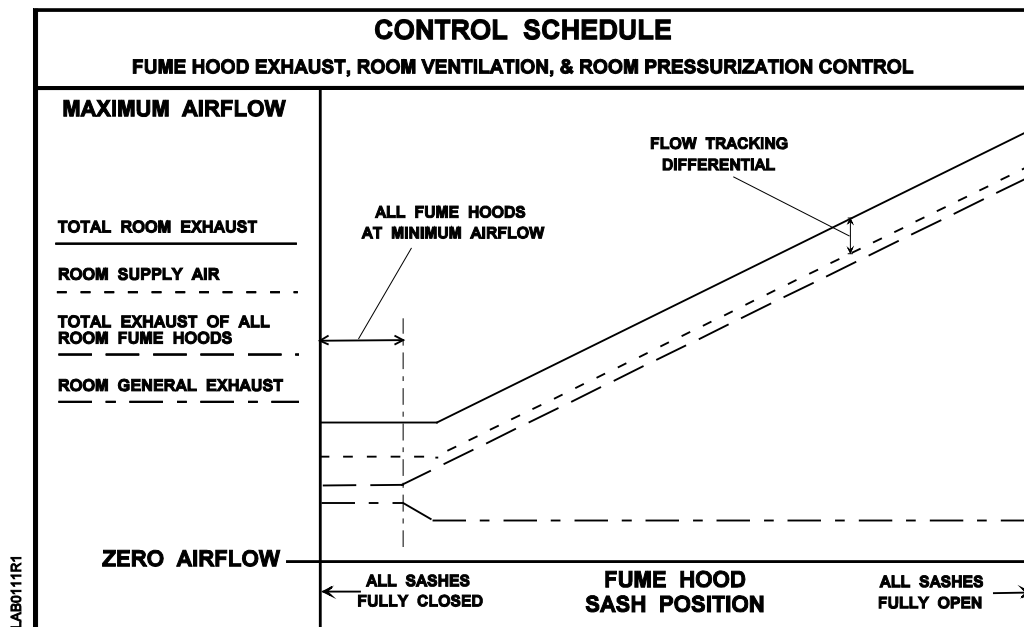 CONTROL SCHEDULE
FUME HOOD EXHAUST, ROOM VENTILATION, & ROOM PRESSURIZATION CONTROL
MAXIMUM AIRFLOW
FLOW TRACKING
DIFFERENTIAL
ALL FUME HOODS
AT MINIMUM AIRFLOW
TOTAL ROOM EXHAUST
ROOM SUPPLY AIR
TOTAL EXHAUST OF ALL
ROOM FUME HOODS
ROOM GENERAL EXHAUST
ZERO AIRFLOW
ALL SASHES
FULLY CLOSED
FUME HOOD
SASH POSITION
ALL SASHES
FULLY OPEN
LAB0111R1